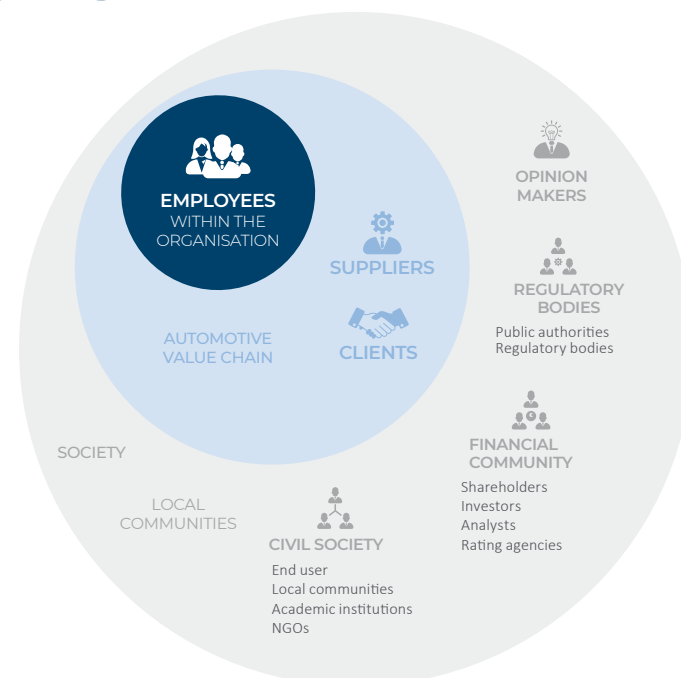 EMPLOYEES
WITHIN THE
ORGANISATION
SUPPLIERS
CLIENTS
AUTOMOTIVE
VALUE CHAIN
OPINION
MAKERS
REGULATORY
BODIES
Public authorities
Regulatory bodies
FINANCIAL
COMMUNITY
Shareholders
Investors
Analysts
Rating agencies
SOCIETY
LOCAL
COMMUNITIES
CIVIL SOCIETY
End user
Local communities
Academic institutions
NGOs